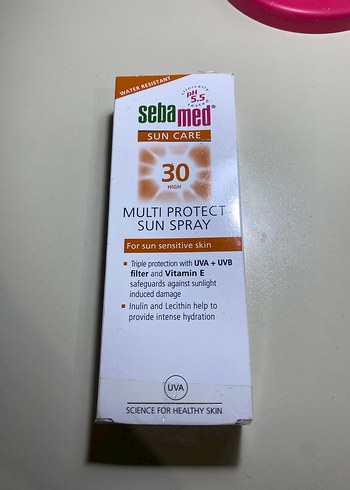 WATER RESISTANT
CLINICALLY
pH
5.5
TESTED
sebamed®
SUN CARE
30
HIGH
MULTI PROTECT
SUN SPRAY
For sun sensitive skin
Triple protection with UVA + UVB
filter and Vitamin E
safeguards against sunlight
induced damage
Inulin and Lecithin help to
provide intense hydration
UVA
SCIENCE FOR HEALTHY SKIN